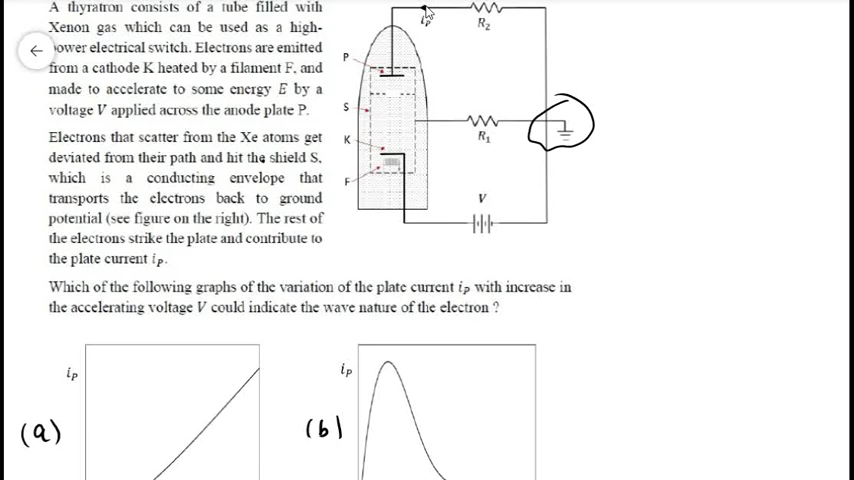 A thyratron consists of a tube filled with
Xenon gas which can be used as a high-
power electrical switch. Electrons are emitted
from a cathode K heated by a filament F, and
made to accelerate to some energy E by a
voltage V applied across the anode plate P.
Electrons that scatter from the Xe atoms get
deviated from their path and hit the shield S,
which is a conducting envelope that
transports the electrons back to ground
potential (see figure on the right). The rest of
the electrons strike the plate and contribute to
the plate current iP.
iP
R2
P
S
R1
K
F
V
Which of the following graphs of the variation of the plate current iP with increase in
the accelerating voltage V could indicate the wave nature of the electron ?
iP
(a)
iP
(b)